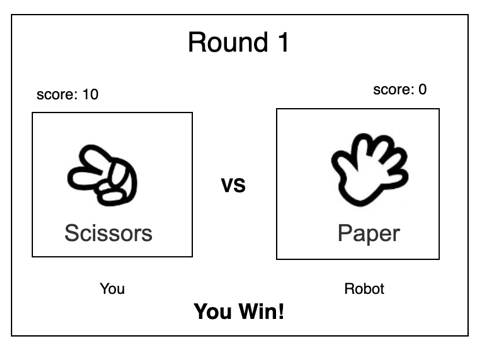 Round 1
score: 10
score: 0
Scissors
vs
Paper
You
Robot
You Win!